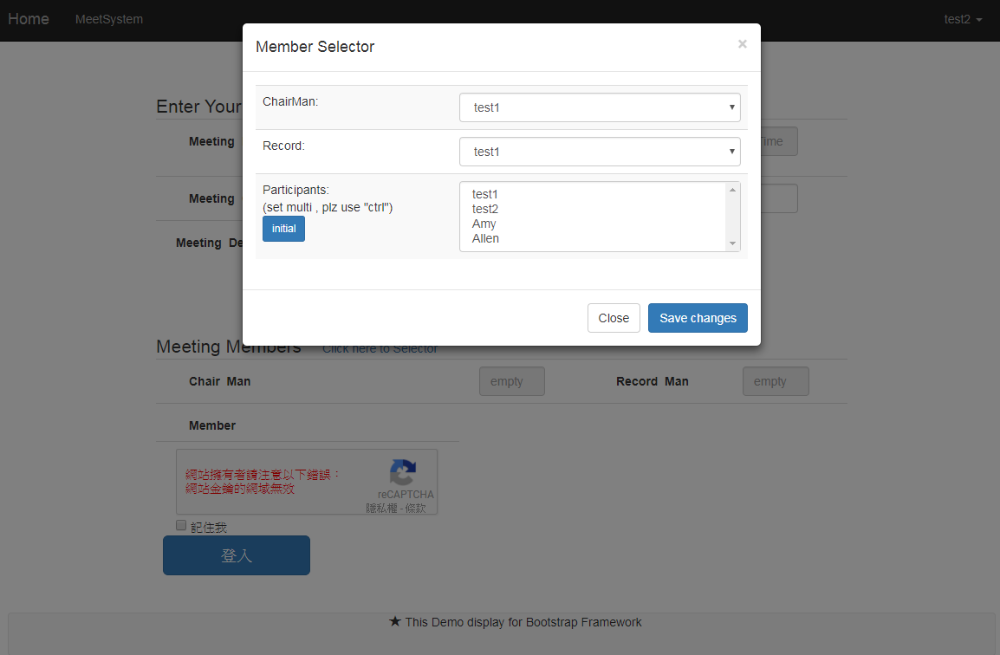 Home MeetSystem test2
Member Selector ×
Enter Your
ChairMan: test1
Meeting Time
Record: test1
Participants:
(set multi , plz use "ctrl")
initial
test1
test2
Amy
Allen
Meeting
Meeting De
Close Save changes
Meeting Members Click here to Selector
Chair Man empty Record Man empty
Member
網站擁有者請注意以下錯誤：
網站金鑰的網域無效
reCAPTCHA
隱私權 - 條款
記住我
登入
★ This Demo display for Bootstrap Framework